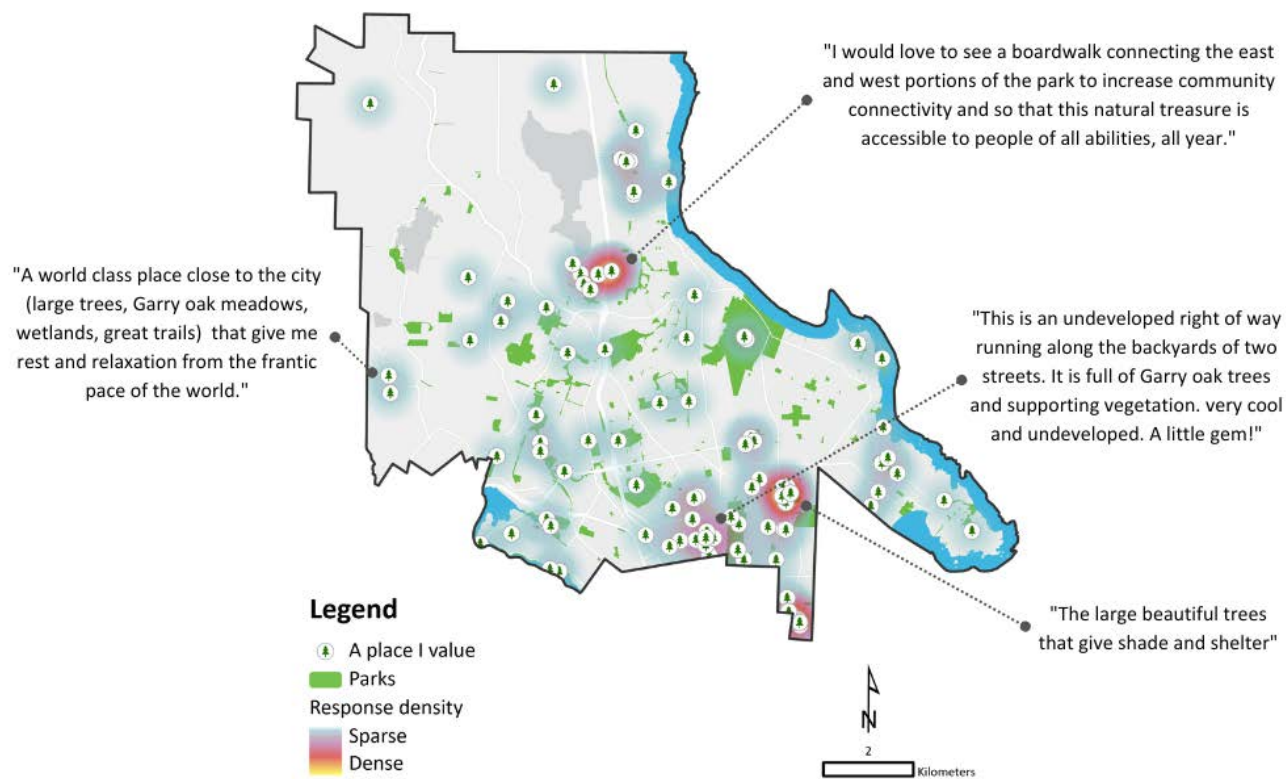 "I would love to see a boardwalk connecting the east
and west portions of the park to increase community
connectivity and so that this natural treasure is
accessible to people of all abilities, all year."
"A world class place close to the city
(large trees, Garry oak meadows,
wetlands, great trails)  that give me
rest and relaxation from the frantic
pace of the world."
"This is an undeveloped right of way
running along the backyards of two
streets. It is full of Garry oak trees
and supporting vegetation. very cool
and undeveloped. A little gem!"
"The large beautiful trees
that give shade and shelter"
Legend
A place I value
Parks
Response density
Sparse
Dense
N
2
Kilometers